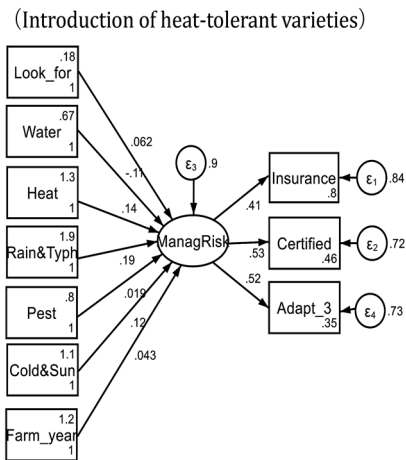 (Introduction of heat-tolerant varieties)
.18
Look_for
1
.67
Water
1
1.3
Heat
1
1.9
Rain&Typh
1
.8
Pest
1
1.1
Cold&Sun
1
1.2
Farm_year
1
.062
-.11
.14
.19
.019
.12
.043
ε3 .9
ManagRisk
.41
.53
.52
Insurance
.8
ε1 .84
Certified
.46
ε2 .72
Adapt_3
.35
ε4 .73